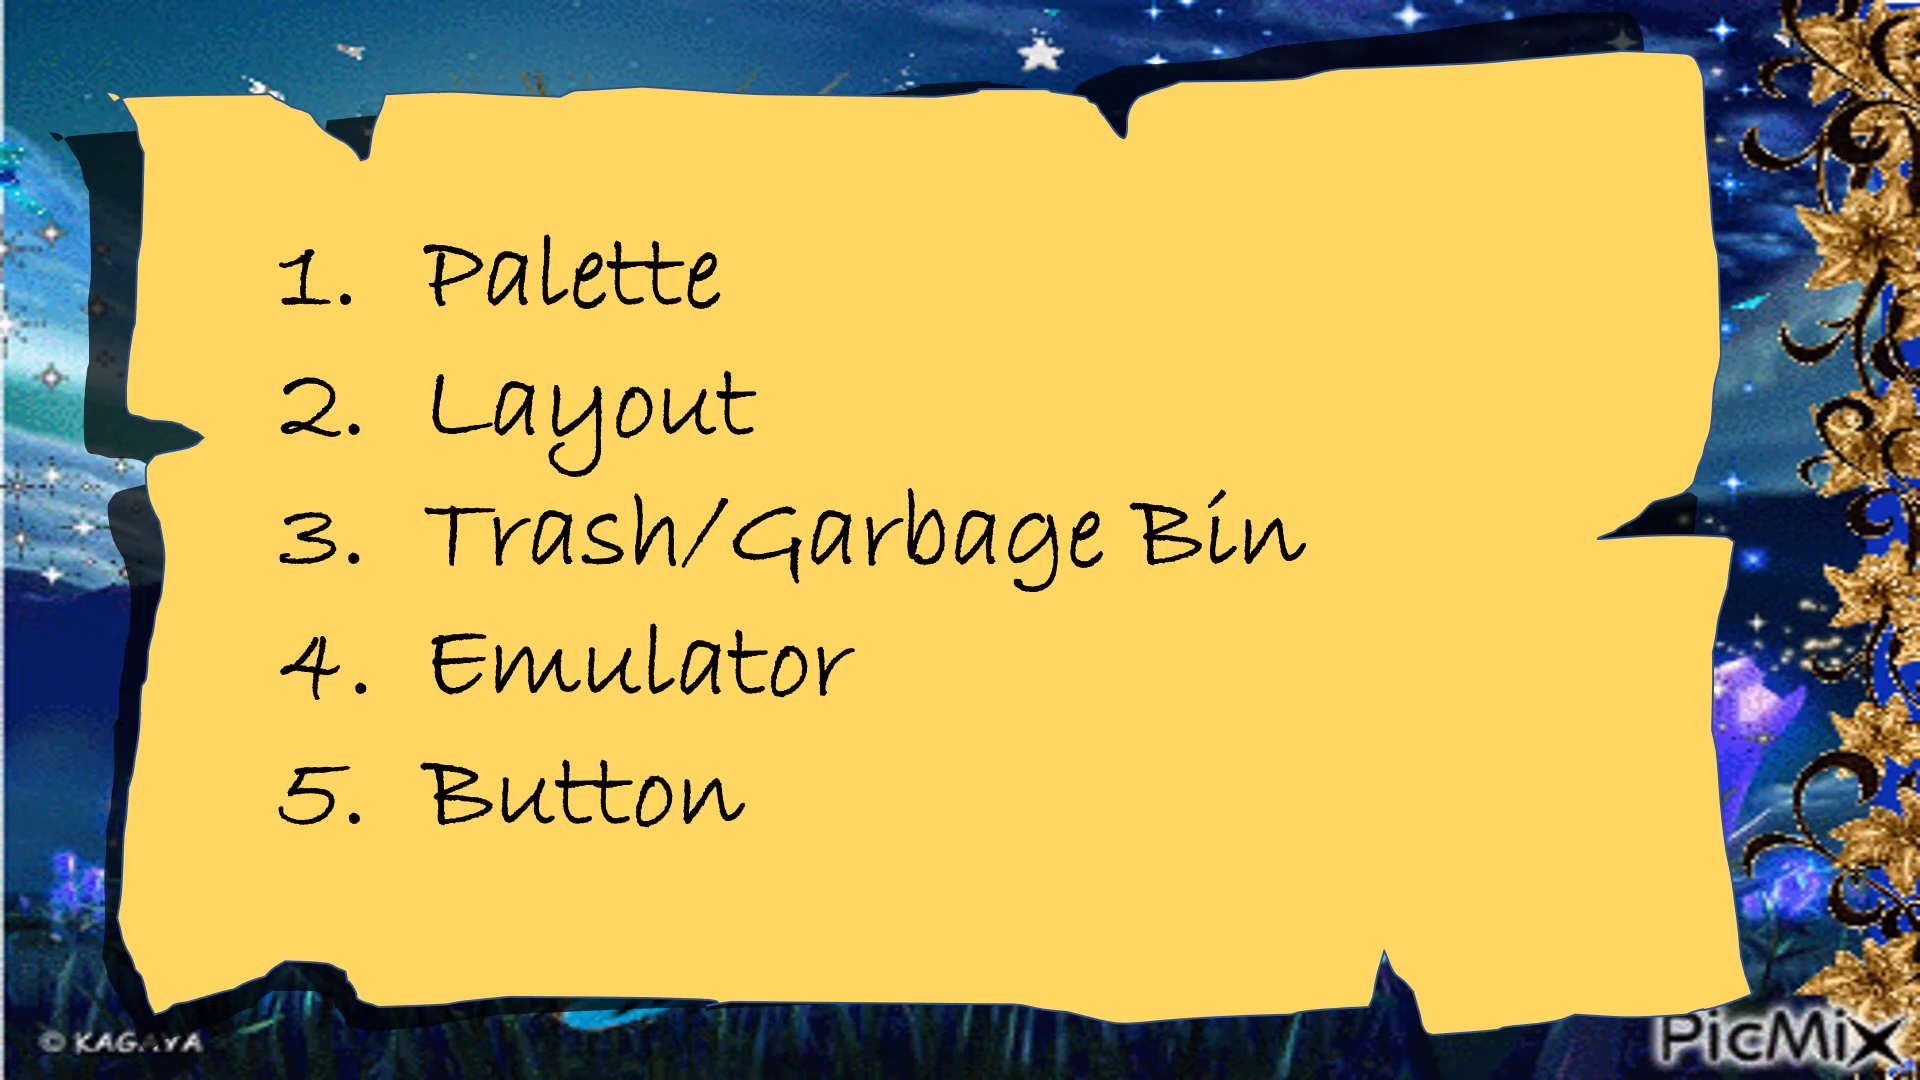 1. Palette
2. Layout
3. Trash/Garbage Bin
4. Emulator
5. Button
© KAGAYA
PicMix